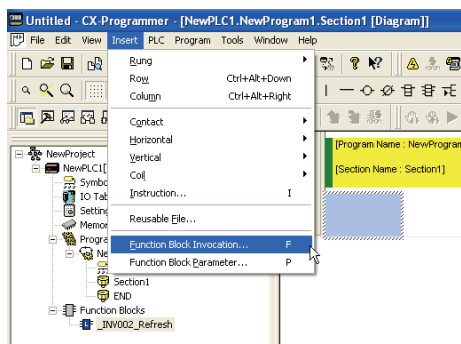 Untitled - CX-Programmer - [NewPLC1.NewProgram1.Section1 [Diagram]]
File Edit View Insert PLC Program Tools Window Help
Rung
Row Ctrl+Alt+Down
Column Ctrl+Alt+Right
Contact
Horizontal
Vertical
Coil
Instruction... I
Reusable File...
Function Block Invocation... F
Function Block Parameter... P
[Program Name : NewProgram
[Section Name : Section1]
NewProject
NewPLC1[
Symbo
IO Tab
Setting
Memor
Progra
Ne
Section1
END
Function Blocks
_INV002_Refresh